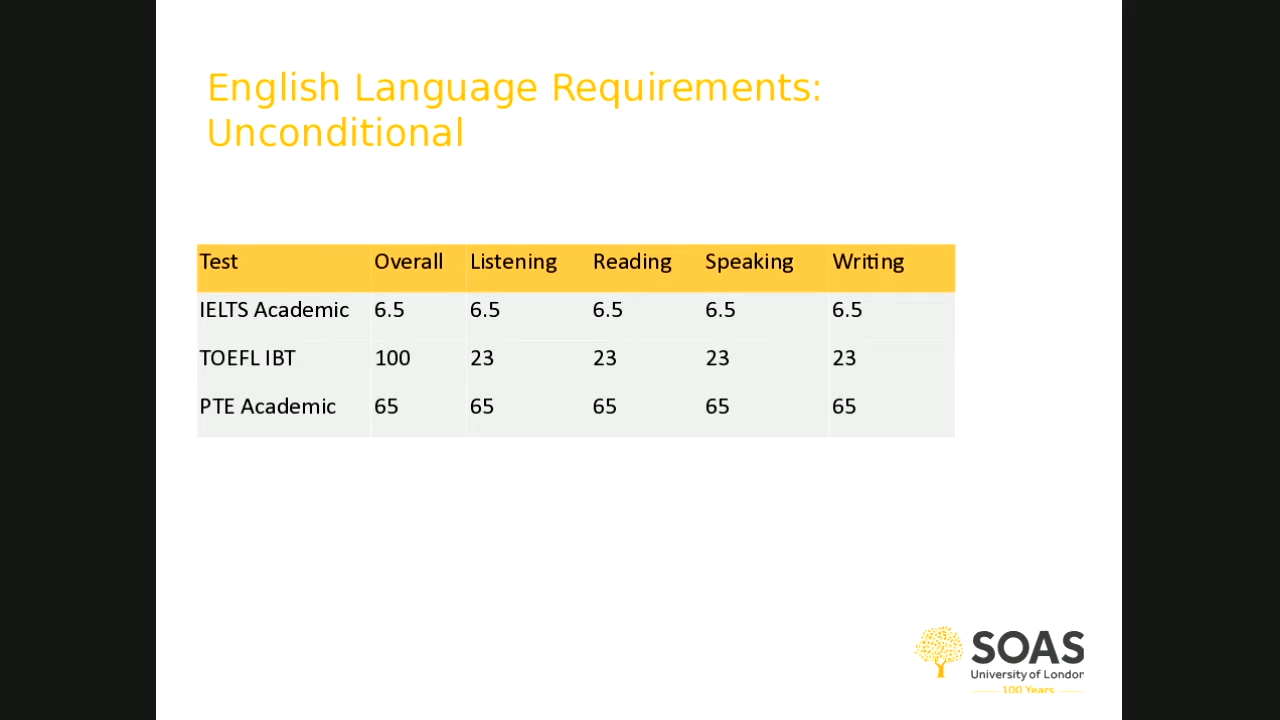 English Language Requirements:
Unconditional
Test Overall Listening Reading Speaking Writing
IELTS Academic 6.5 6.5 6.5 6.5 6.5
TOEFL IBT 100 23 23 23 23
PTE Academic 65 65 65 65 65
SOAS
University of London
100 Years